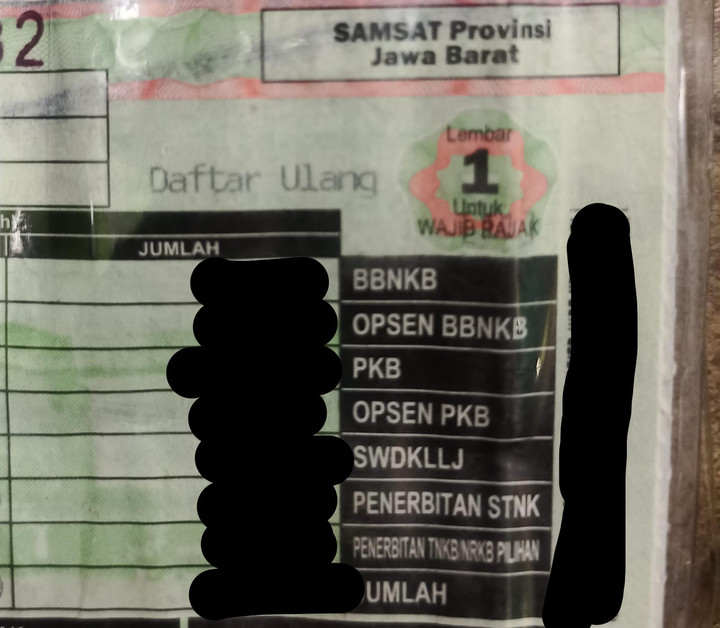 32
SAMSAT Provinsi
Jawa Barat
Daftar Ulang
Lembar
1
Untuk
WAJIB PAJAK
JUMLAH
BBNKB
OPSEN BBNKB
PKB
OPSEN PKB
SWDKLLJ
PENERBITAN STNK
PENERBITAN TNKB/NRKB PILIHAN
UMLAH